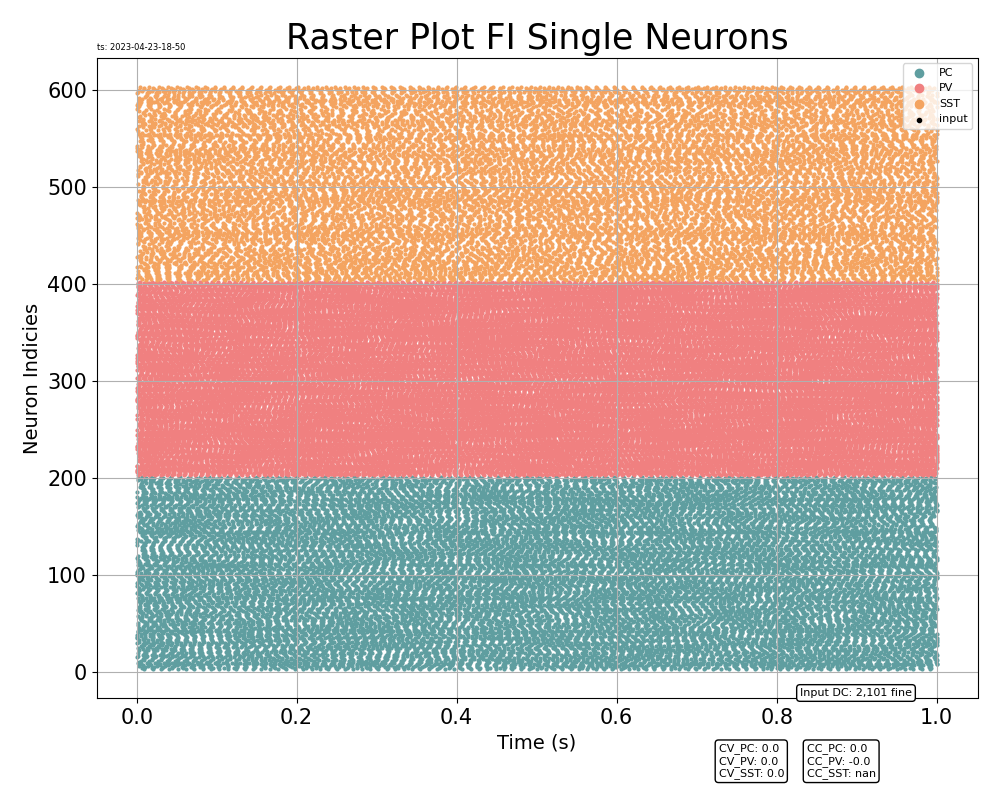 Raster Plot FI Single Neurons
ts: 2023-04-23-18-50
PC
PV
SST
input
600
500
400
300
200
100
0
Neuron Indicies
Input DC: 2,101 fine
0.0 0.2 0.4 0.6 0.8 1.0
Time (s)
CV_PC: 0.0
CV_PV: 0.0
CV_SST: 0.0
CC_PC: 0.0
CC_PV: -0.0
CC_SST: nan